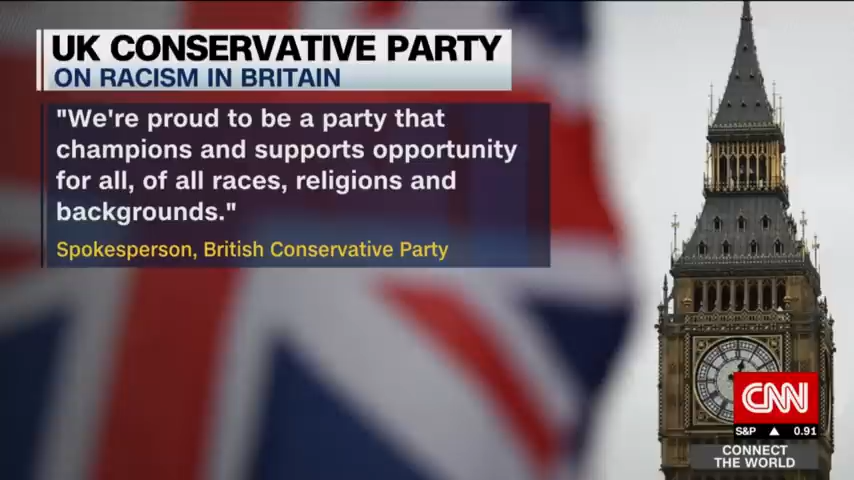 UK CONSERVATIVE PARTY
ON RACISM IN BRITAIN
"We're proud to be a party that
champions and supports opportunity
for all, of all races, religions and
backgrounds."
Spokesperson, British Conservative Party
CNN
S&P ▲ 0.91
CONNECT
THE WORLD